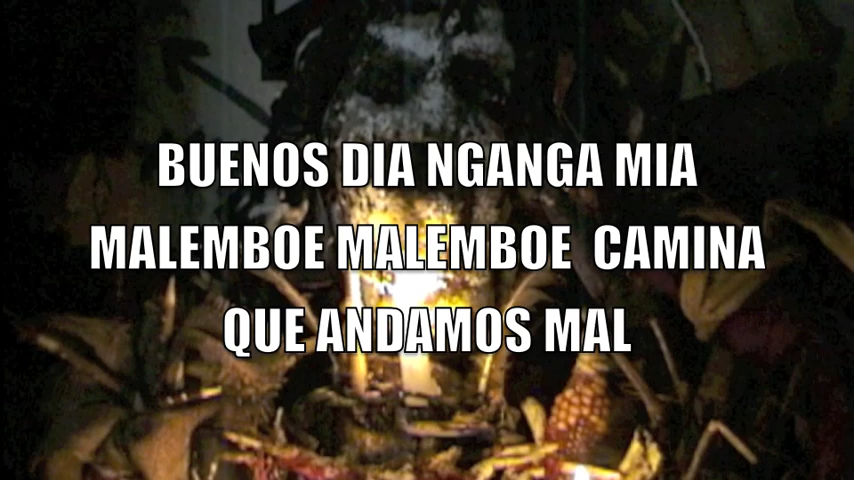 BUENOS DIA NGANGA MIA
MALEMBOE MALEMBOE CAMINA
QUE ANDAMOS MAL